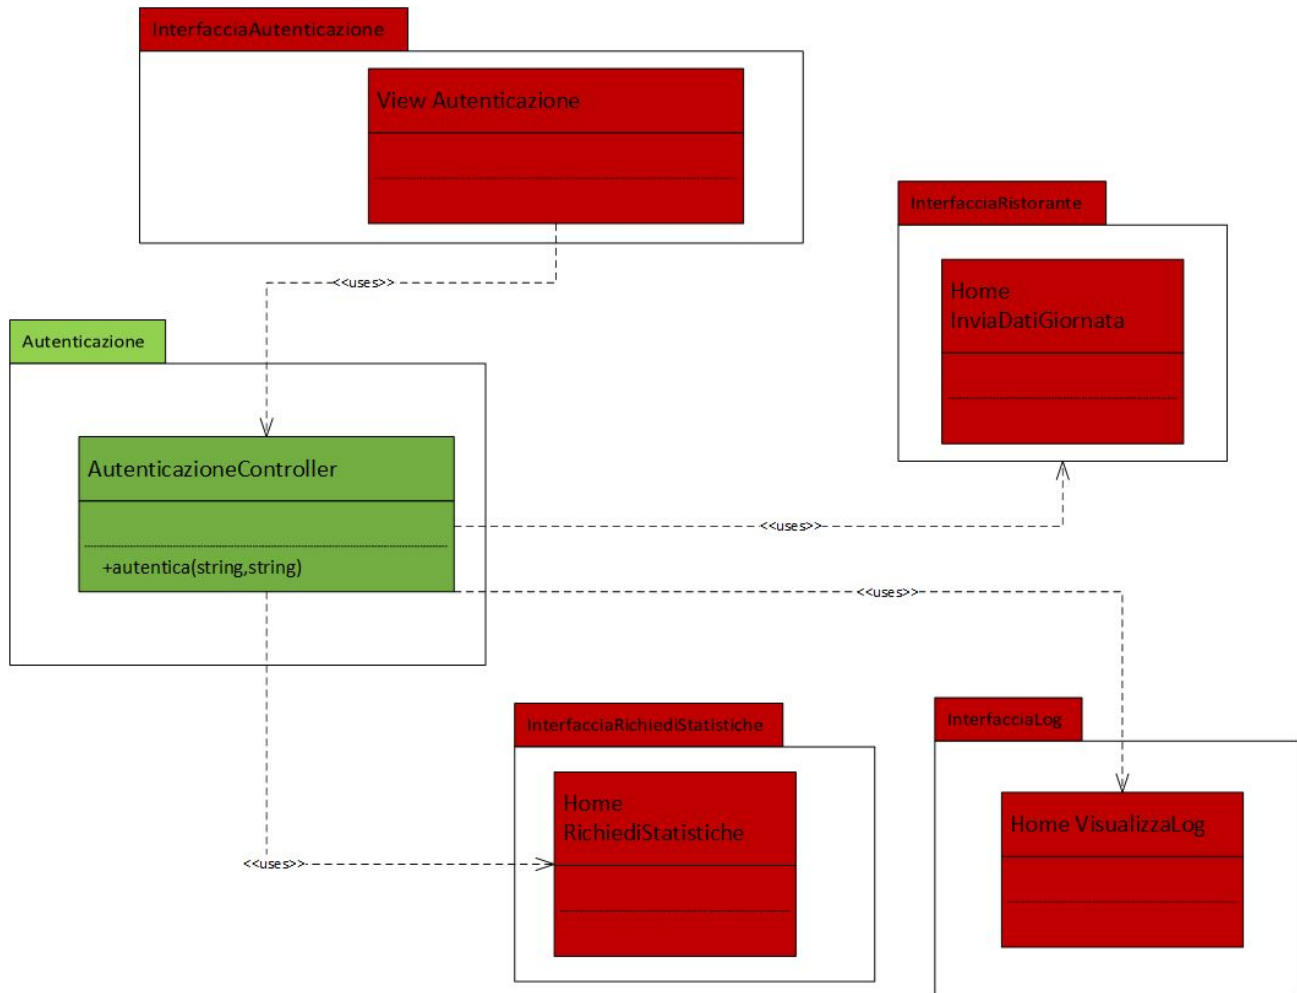 InterfacciaAutenticazione
View Autenticazione
<<uses>>
InterfacciaRistorante
Home
InviaDatiGiornata
Autenticazione
AutenticazioneController
+autentica(string,string)
<<uses>>
<<uses>>
InterfacciaRichiediStatistiche
Home
RichiediStatistiche
<<uses>>
InterfacciaLog
Home VisualizzaLog